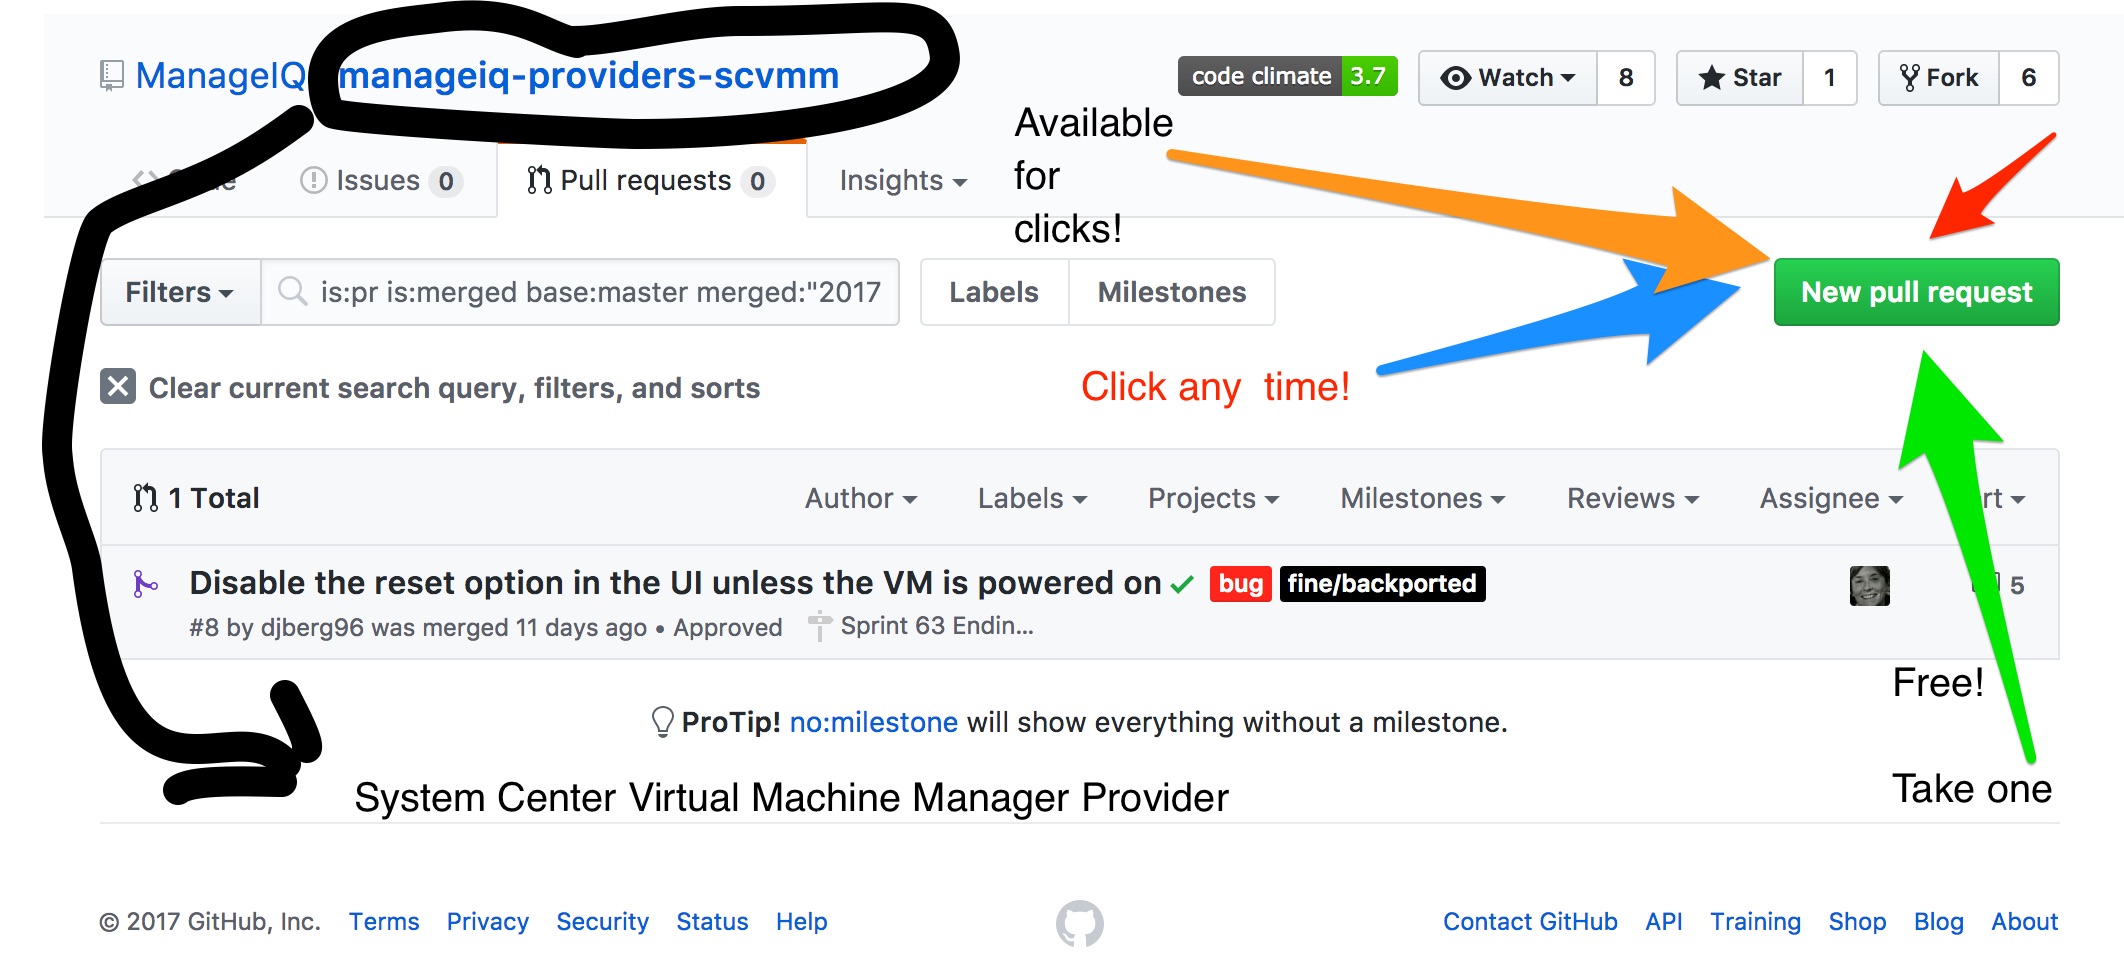 ManageIQ manageiq-providers-scvmm
code climate 3.7
Watch 8
Star 1
Fork 6
Available
for
clicks!
Issues 0
Pull requests 0
Insights
Filters
is:pr is:merged base:master merged:"2017
Labels
Milestones
New pull request
Click any time!
Clear current search query, filters, and sorts
1 Total
Author
Labels
Projects
Milestones
Reviews
Assignee
Disable the reset option in the UI unless the VM is powered on
bug
fine/backported
5
#8 by djberg96 was merged 11 days ago • Approved
Sprint 63 Endin...
Free!
ProTip! no:milestone will show everything without a milestone.
Take one
System Center Virtual Machine Manager Provider
© 2017 GitHub, Inc. Terms Privacy Security Status Help
Contact GitHub API Training Shop Blog About